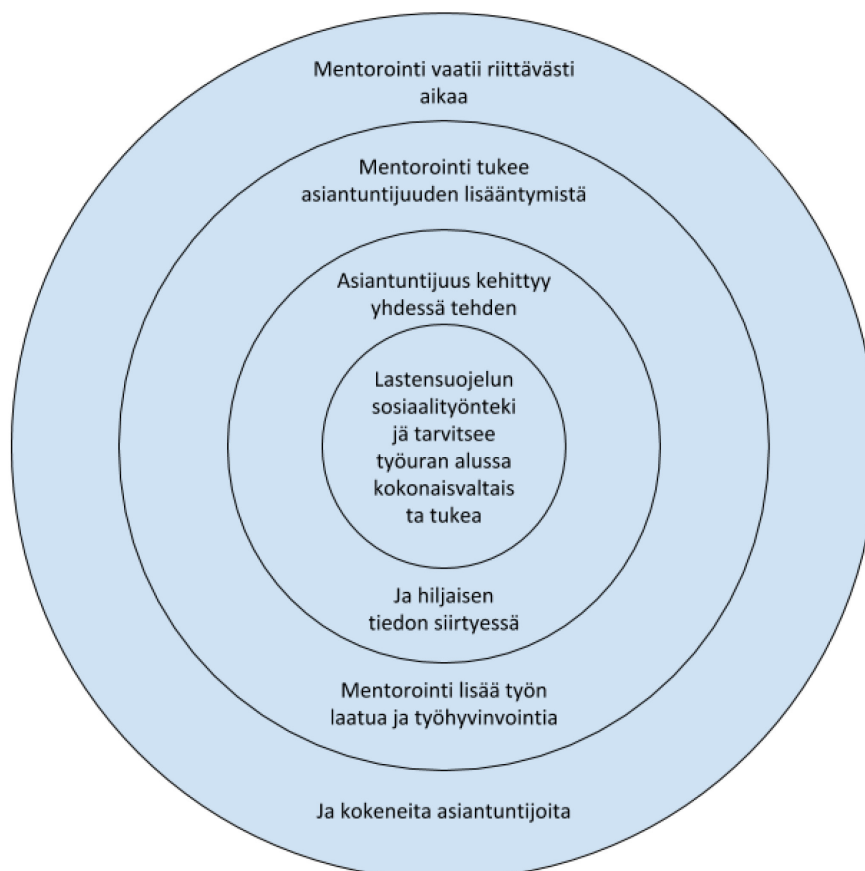 Mentorointi vaatii riittävästi
aikaa
Mentorointi tukee
asiantuntijuuden lisääntymistä
Asiantuntijuus kehittyy
yhdessä tehden
Lastensuojelun
sosiaalityönteki
jä tarvitsee
työuran alussa
kokonaisvaltais
ta tukea
Ja hiljaisen
tiedon siirtyessä
Mentorointi lisää työn
laatua ja työhyvinvointia
Ja kokeneita asiantuntijoita